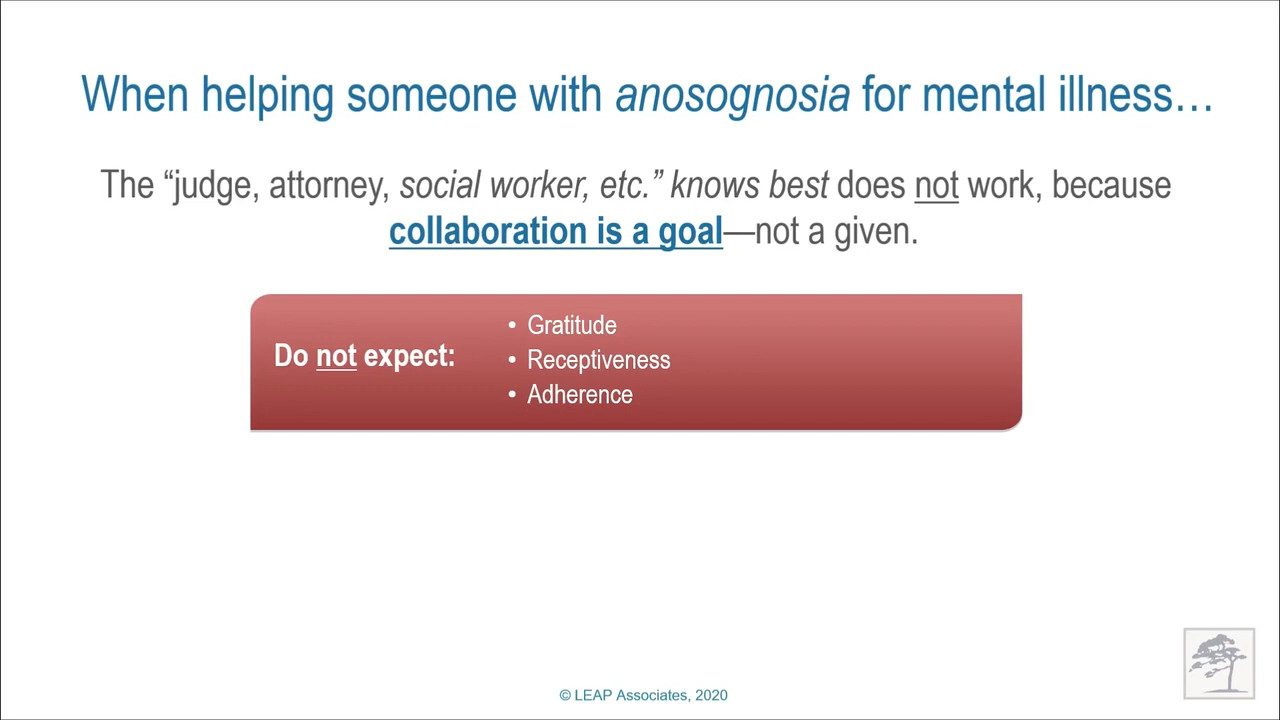 When helping someone with anosognosia for mental illness…
The “judge, attorney, social worker, etc.” knows best does not work, because
collaboration is a goal—not a given.
Do not expect:
• Gratitude
• Receptiveness
• Adherence
© LEAP Associates, 2020